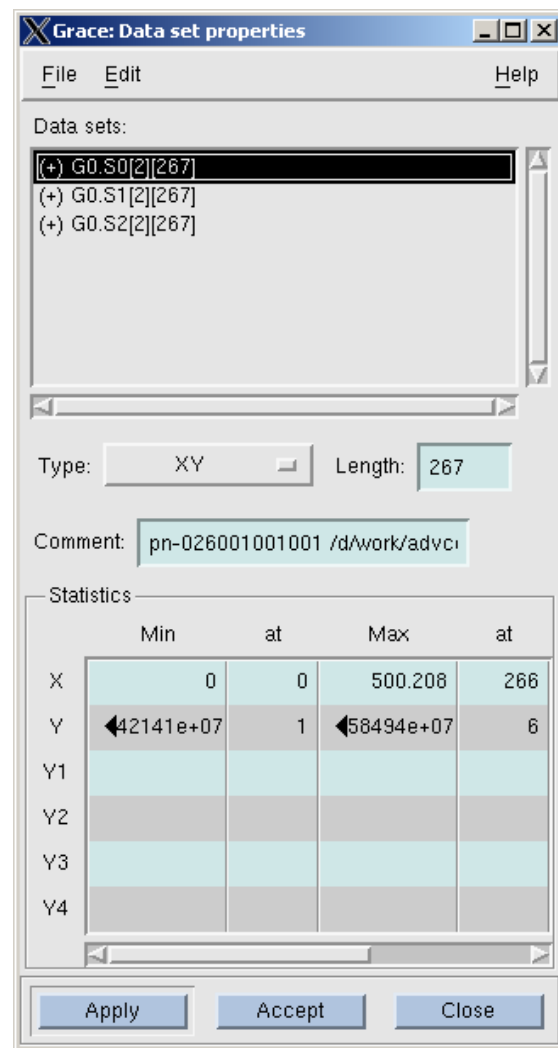 Grace: Data set properties
File Edit Help
Data sets:
(+) G0.S0[2][267]
(+) G0.S1[2][267]
(+) G0.S2[2][267]
Type: XY Length: 267
Comment: pn-026001001001 /d/work/advc
Statistics
Min at Max at
X 0 0 500.208 266
Y 42141e+07 1 58494e+07 6
Y1
Y2
Y3
Y4
Apply Accept Close